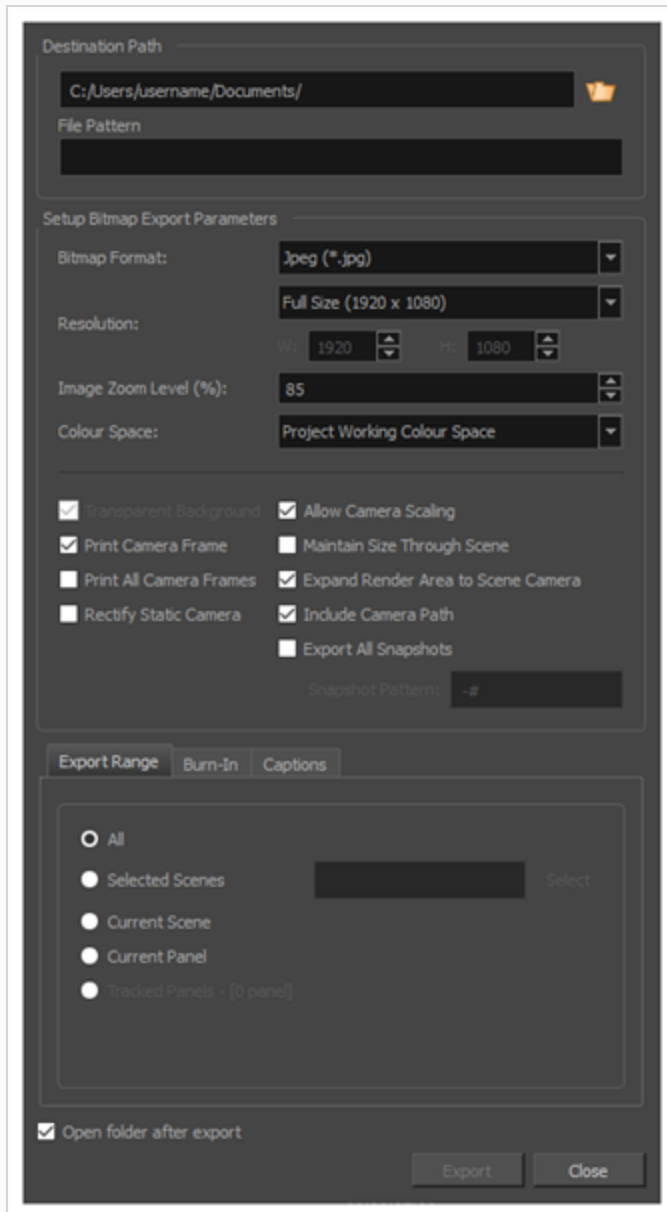 Destination Path
C:/Users/username/Documents/
File Pattern
Setup Bitmap Export Parameters
Bitmap Format: Jpeg (*.jpg)
Full Size (1920 x 1080)
Resolution:
W: 1920 H: 1080
Image Zoom Level (%): 85
Colour Space: Project Working Colour Space
Transparent Background Allow Camera Scaling
Print Camera Frame Maintain Size Through Scene
Print All Camera Frames Expand Render Area to Scene Camera
Rectify Static Camera Include Camera Path
Export All Snapshots
Snapshot Pattern: -#
Export Range Burn-In Captions
All
Selected Scenes Select
Current Scene
Current Panel
Tracked Panels - [0 panel]
Open folder after export
Export Close